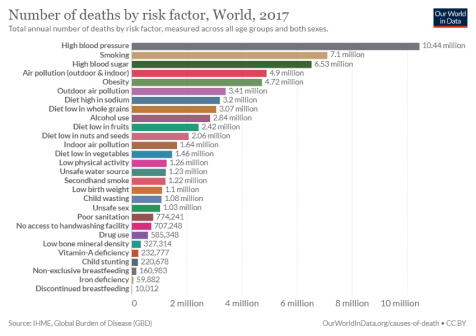 Number of deaths by risk factor, World, 2017
Total annual number of deaths by risk factor, measured across all age groups and both sexes.
Our World
in Data
High blood pressure 10.44 million
Smoking 7.1 million
High blood sugar 6.53 million
Air pollution (outdoor & indoor) 4.9 million
Obesity 4.72 million
Outdoor air pollution 3.41 million
Diet high in sodium 3.2 million
Diet low in whole grains 3.07 million
Alcohol use 2.84 million
Diet low in fruits 2.42 million
Diet low in nuts and seeds 2.06 million
Indoor air pollution 1.64 million
Diet low in vegetables 1.46 million
Low physical activity 1.26 million
Unsafe water source 1.23 million
Secondhand smoke 1.22 million
Low birth weight 1.1 million
Child wasting 1.08 million
Unsafe sex 1.03 million
Poor sanitation 774,241
No access to handwashing facility 707,248
Drug use 585,348
Low bone mineral density 327,314
Vitamin-A deficiency 232,777
Child stunting 220,678
Non-exclusive breastfeeding 160,983
Iron deficiency 59,882
Discontinued breastfeeding 10,012
0 2 million 4 million 6 million 8 million 10 million
Source: IHME, Global Burden of Disease (GBD) OurWorldInData.org/causes-of-death • CC BY